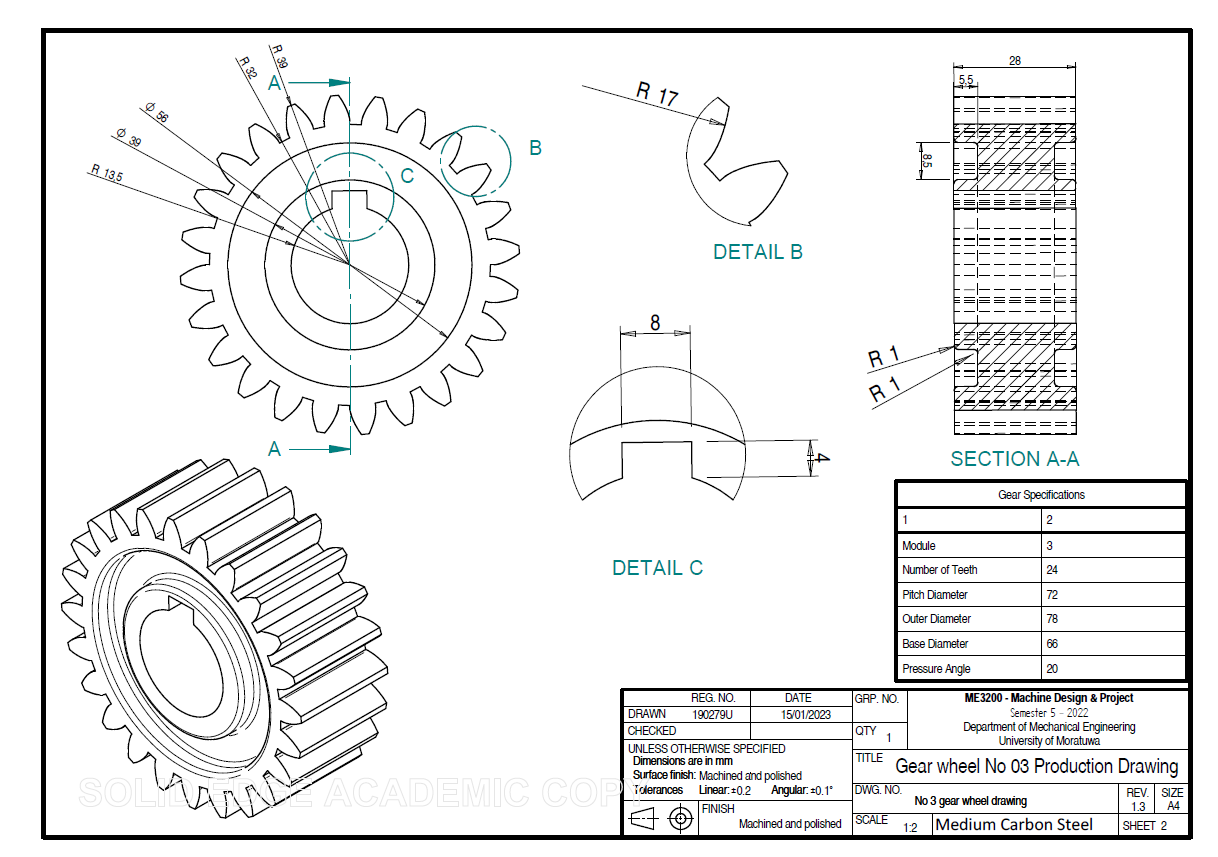 R 39
R 32
A
Φ 56
Φ 39
R 13,5
B
C
A
R 17
DETAIL B
28
5,5
8,5
R 1
R 1
SECTION A-A
8
4
DETAIL C
Gear Specifications
1 2
Module 3
Number of Teeth 24
Pitch Diameter 72
Outer Diameter 78
Base Diameter 66
Pressure Angle 20
REG. NO. DATE
DRAWN 190279U 15/01/2023
CHECKED
GRP. NO.
QTY 1
ME3200 - Machine Design & Project
Semester 5 - 2022
Department of Mechanical Engineering
University of Moratuwa
UNLESS OTHERWISE SPECIFIED
Dimensions are in mm
Surface finish: Machined and polished
Tolerances Linear: ±0.2 Angular: ±0.1°
TITLE Gear wheel No 03 Production Drawing
DWG. NO. No 3 gear wheel drawing
REV. 1.3
SIZE A4
FINISH
Machined and polished
SCALE 1:2
Medium Carbon Steel
SHEET 2
SOLID EDGE ACADEMIC COPY